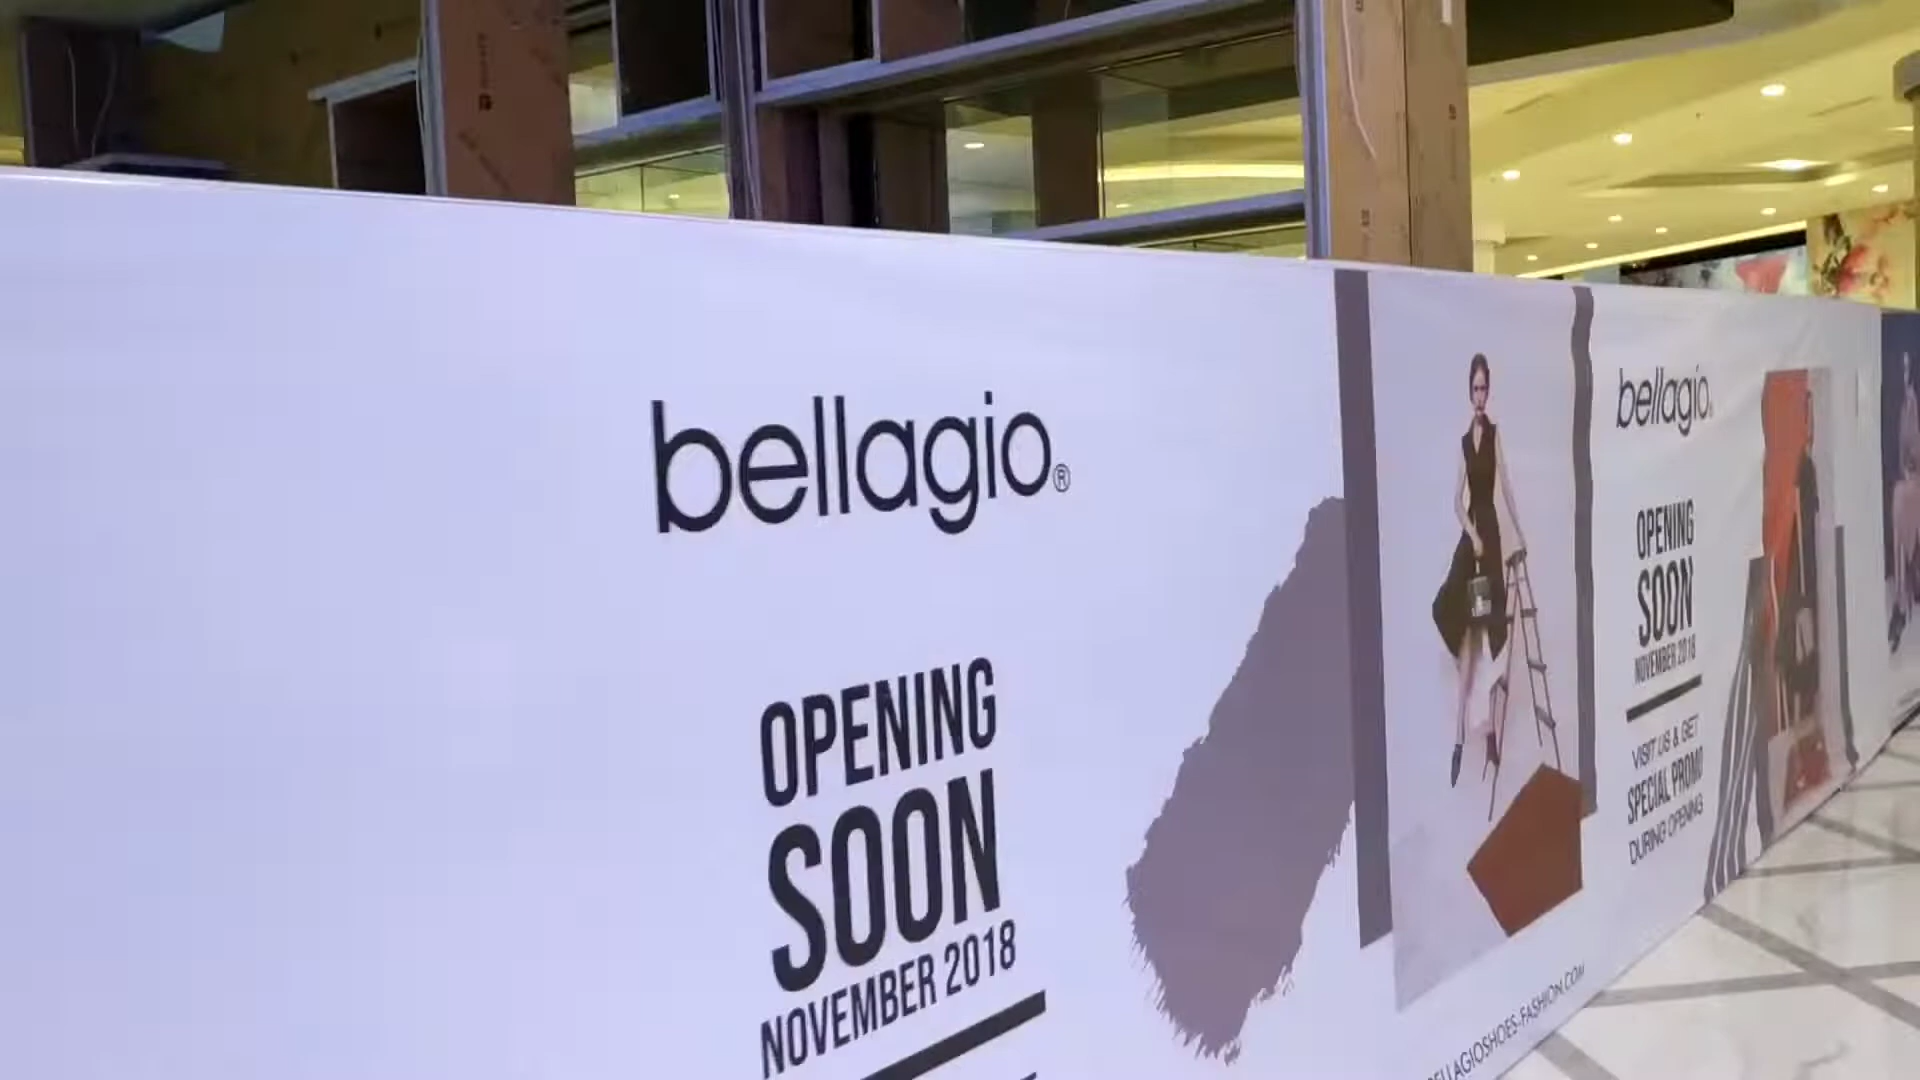 bellagio®
OPENING
SOON
NOVEMBER 2018
BELLAGIOSHOES-FASHION.COM
bellagio
OPENING
SOON
NOVEMBER 2018
VISIT US & GET
SPECIAL PROMO
DURING OPENING